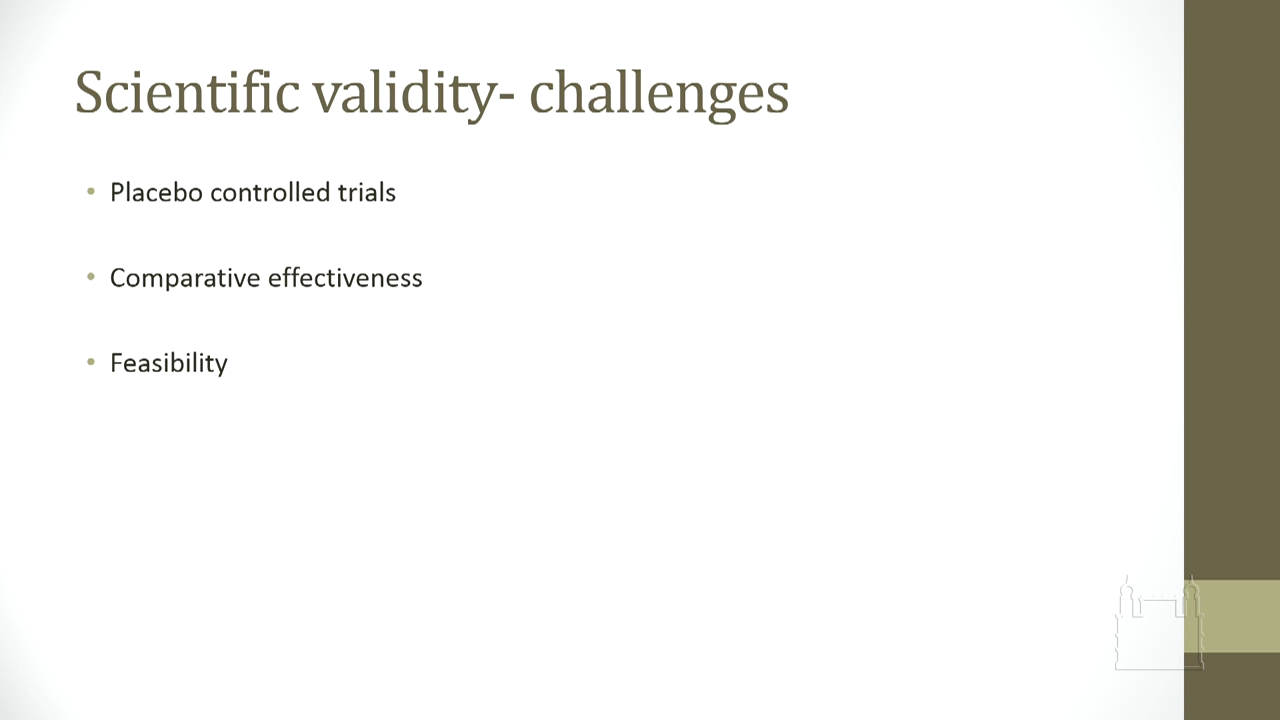 Scientific validity- challenges
• Placebo controlled trials
• Comparative effectiveness
• Feasibility